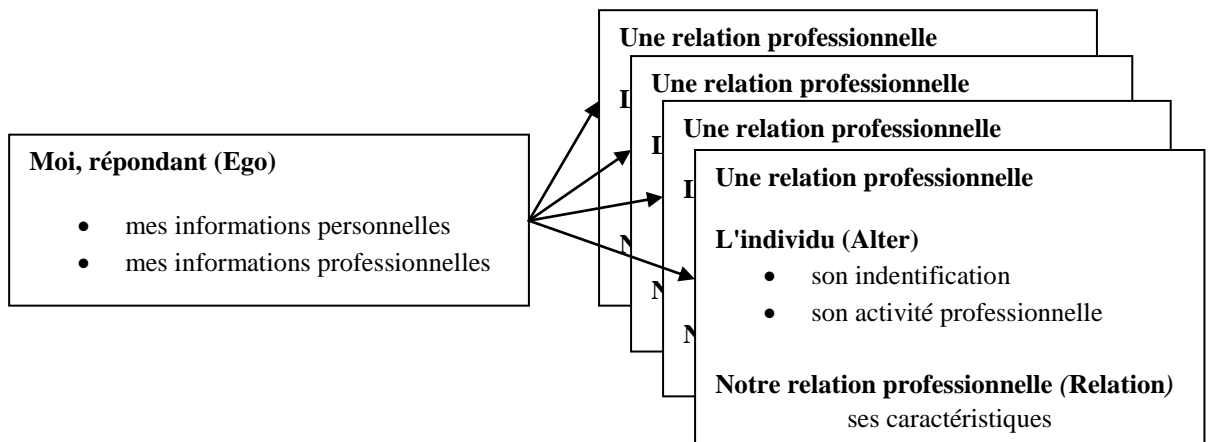 Une relation professionnelle
Une relation professionnelle
L
Une relation professionnelle
L
Moi, répondant (Ego)
Une relation professionnelle
L
• mes informations personnelles
N
L'individu (Alter)
• mes informations professionnelles
• son indentification
N
• son activité professionnelle
N
Notre relation professionnelle (Relation)
ses caractéristiques